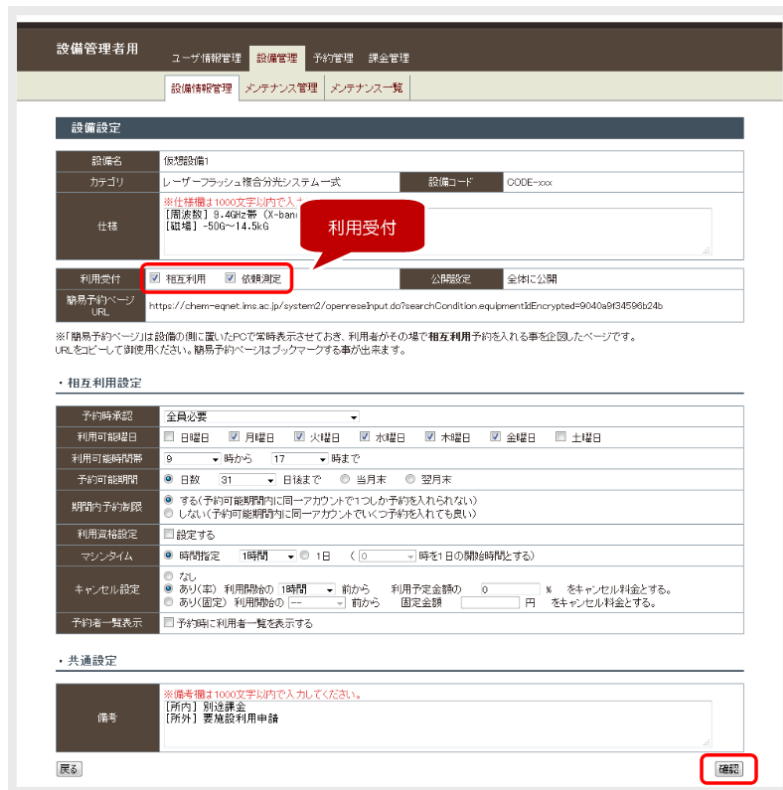 設備管理者用
ユーザ情報管理 設備管理 予約管理 課金管理
設備情報管理 メンテナンス管理 メンテナンス一覧
設備設定
設備名 仮想設備1
カテゴリ レーザーフラッシュ複合分光システム一式 設備コード CODE-xxx
仕様
※仕様欄は1000文字以内で入
[周波数] 9.4GHz帯 (X-ban
[磁場] -50G～14.5kG
利用受付
利用受付 相互利用 依頼測定 公開設定 全体に公開
簡易予約ページ
URL
https://chem-eqnet.ims.ac.jp/system2/openreseInput.do?searchCondition.equipmentIdEncrypted=9040a9f34596b24b
※「簡易予約ページ」は設備の側に置いたPCで常時表示させておき、利用者がその場で相互利用予約を入れる事を企図したページです。
URLをコピーして御使用ください。簡易予約ページはブックマークする事が出来ます。
・相互利用設定
予約時承認 全員必要
利用可能曜日 日曜日 月曜日 火曜日 水曜日 木曜日 金曜日 土曜日
利用可能時間帯 9 時から 17 時まで
予約可能期間 日数 31 日後まで 当月末 翌月末
期間内予約制限
する(予約可能期間内に同一アカウントで1つしか予約を入れられない)
しない(予約可能期間内に同一アカウントでいくつ予約を入れても良い)
利用資格設定 設定する
マシンタイム 時間指定 1時間 1日 ( 0 時を1日の開始時間とする)
キャンセル設定
なし
あり(率) 利用開始の 1時間 前から 利用予定金額の 0 % をキャンセル料金とする。
あり(固定) 利用開始の -- 前から 固定金額 円 をキャンセル料金とする。
予約者一覧表示 予約時に利用者一覧を表示する
・共通設定
備考
※備考欄は1000文字以内で入力してください。
[所内] 別途課金
[所外] 要施設利用申請
戻る 確認